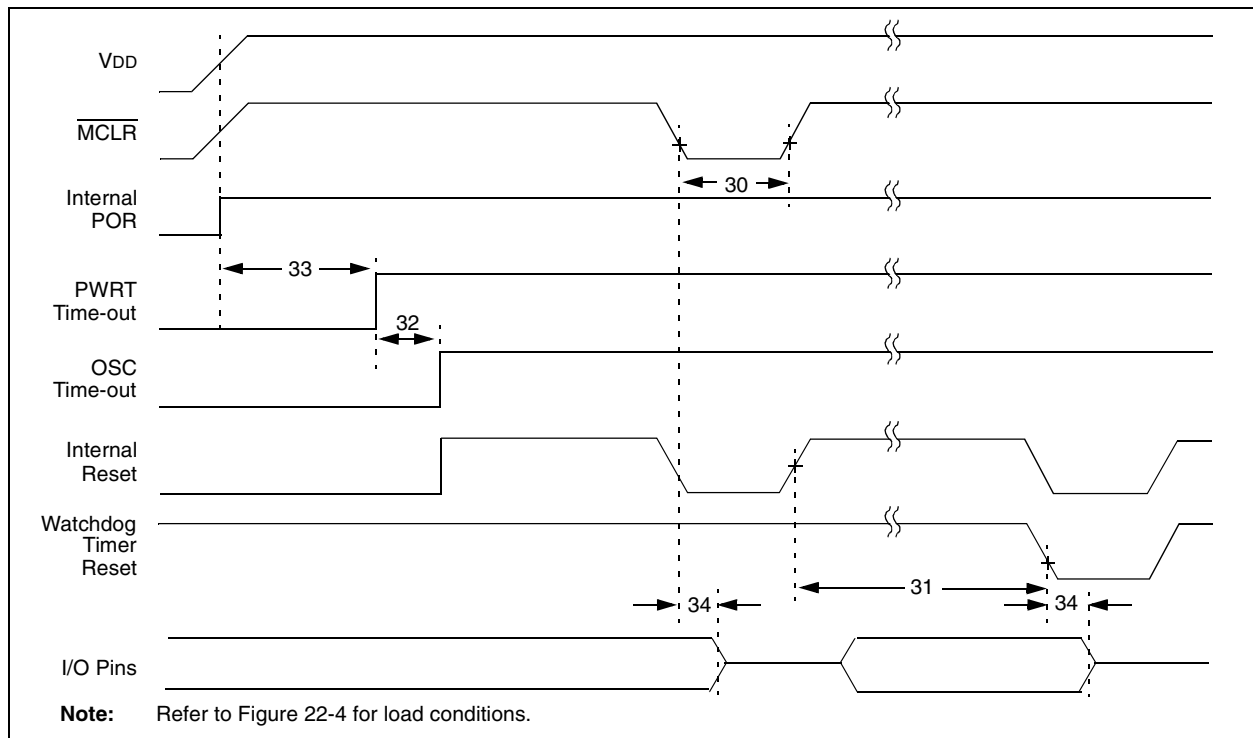 VDD
MCLR
30
Internal
POR
33
PWRT
Time-out
32
OSC
Time-out
Internal
Reset
Watchdog
Timer
Reset
31
34
34
I/O Pins
Note: Refer to Figure 22-4 for load conditions.